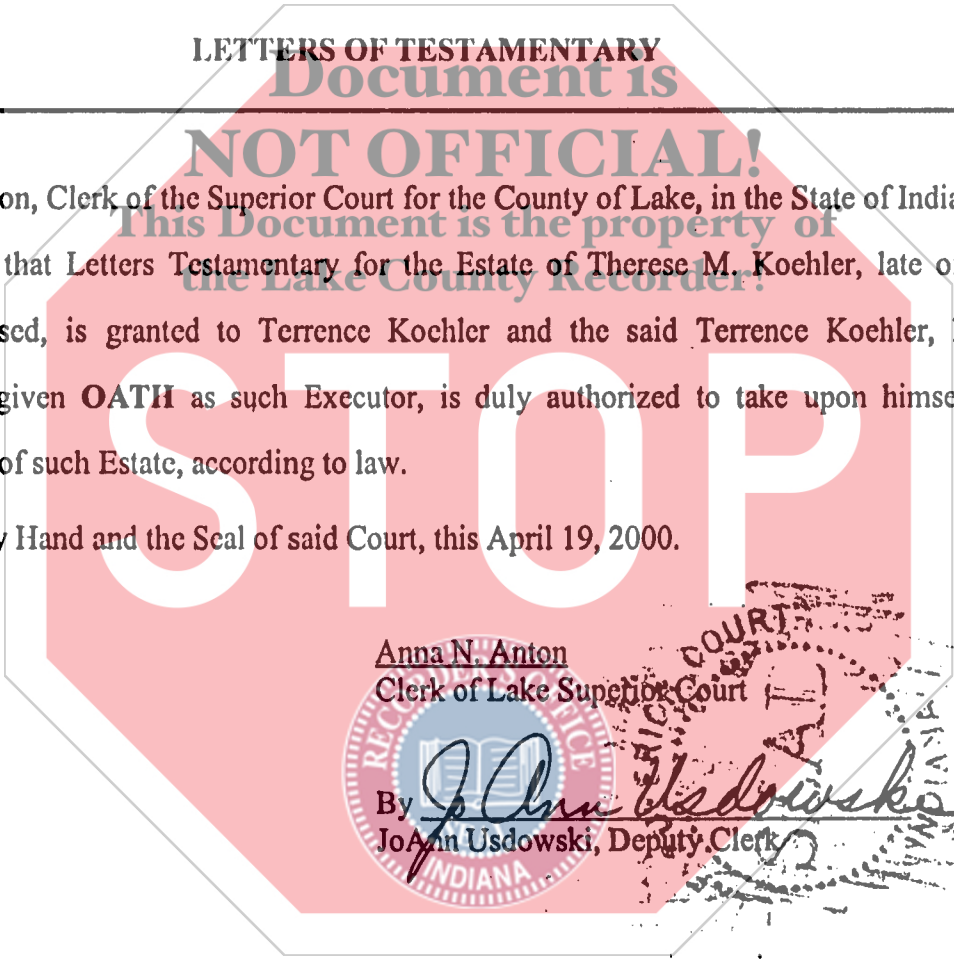 LETTERS OF TESTAMENTARY
Document is
NOT OFFICIAL!
on, Clerk of the Superior Court for the County of Lake, in the State of India
This Document is the property of
that Letters Testamentary for the Estate of Therese M. Koehler, late o
the Lake County Recorder!
sed, is granted to Terrence Koehler and the said Terrence Koehler,
given OATH as such Executor, is duly authorized to take upon himse
of such Estate, according to law.
STOP
Hand and the Seal of said Court, this April 19, 2000.
Anna N. Anton
Clerk of Lake Superior Court
COURT
RECORDER'S OFFICE
By Jo Ann Usdowski
JoAnn Usdowski, Deputy Clerk
INDIANA